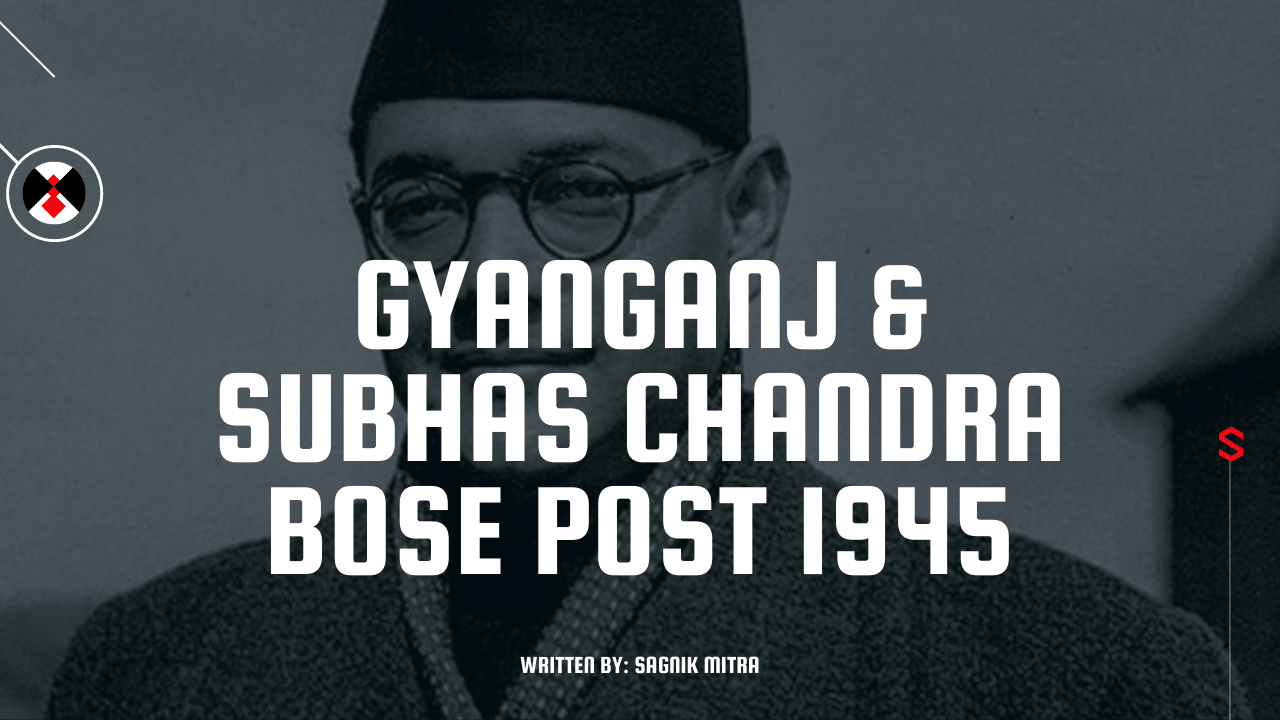 GYANGANJ &
SUBHAS CHANDRA
BOSE POST 1945
S
WRITTEN BY: SAGNIK MITRA